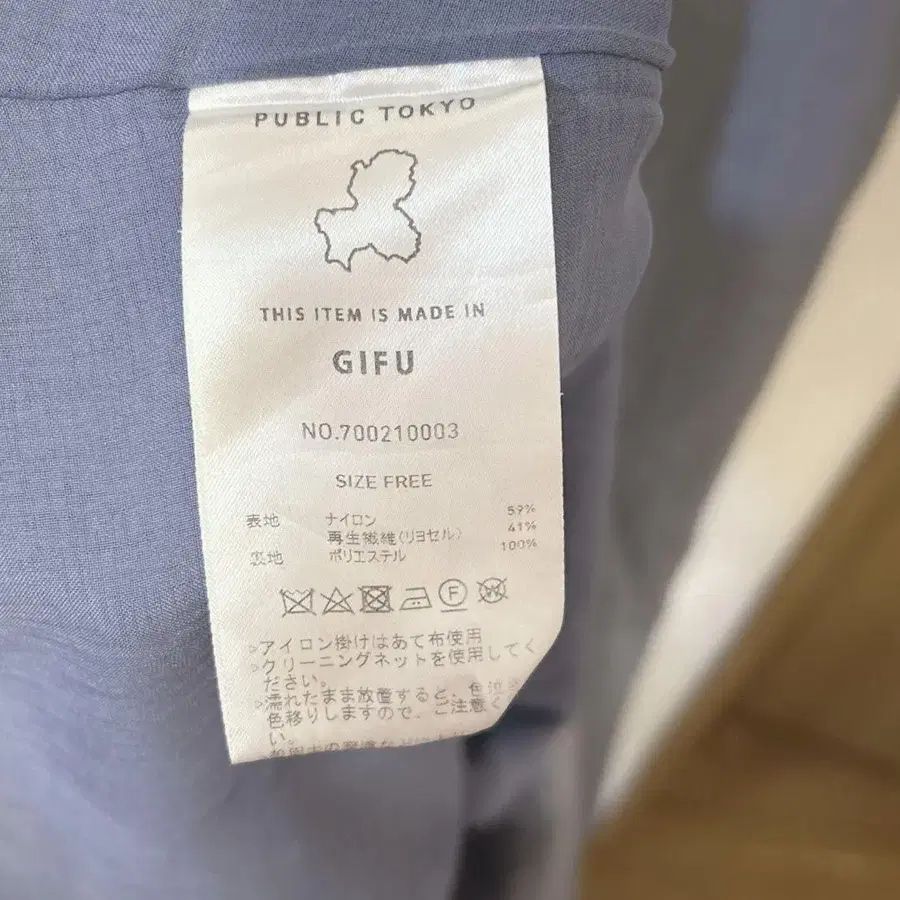 PUBLIC TOKYO
THIS ITEM IS MADE IN
GIFU
NO.700210003
SIZE FREE
表地 ナイロン 59%
再生繊維(リヨセル) 41%
裏地 ポリエステル 100%
F W
アイロン掛けはあて布使用
クリーニングネットを使用してく
ださい。
濡れたまま放置すると、色泣
色移りしますので、ご注意く
い。